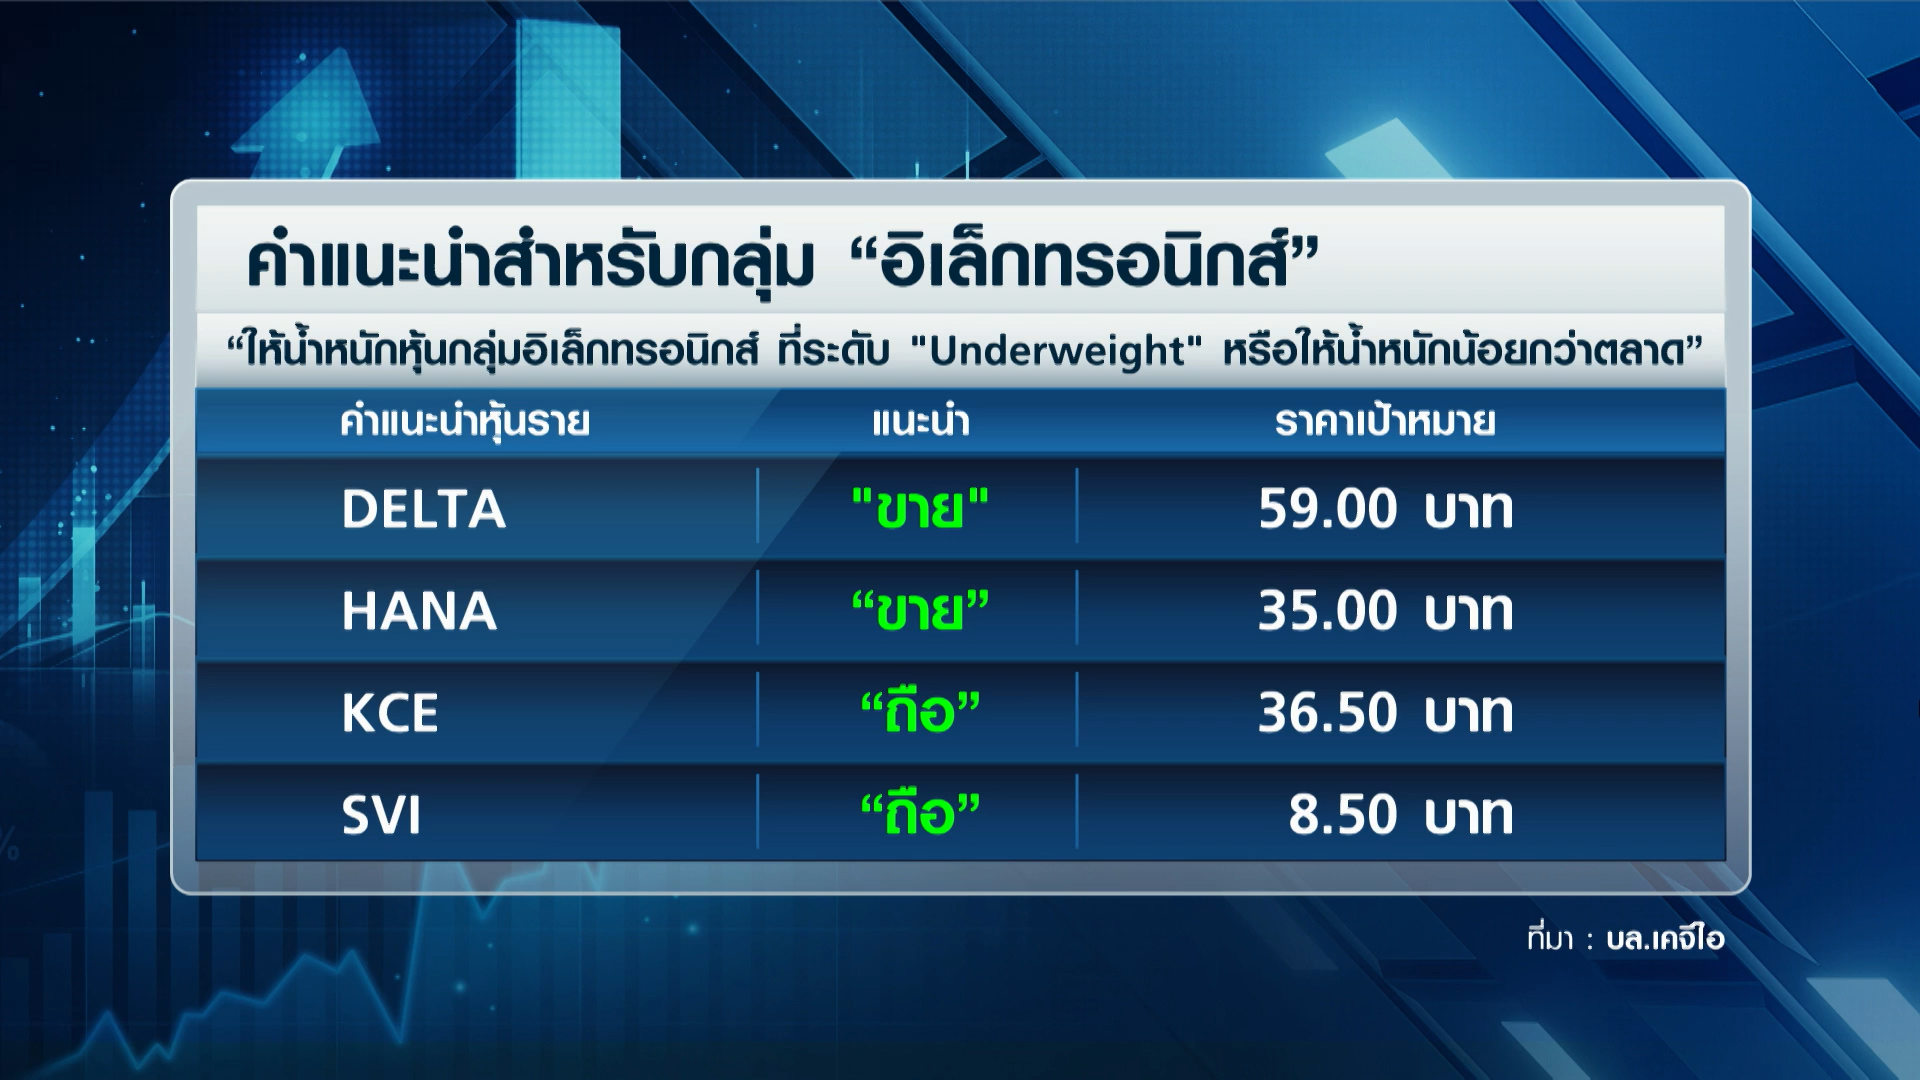 คำแนะนำสำหรับกลุ่ม “อิเล็กทรอนิกส์”
“ให้น้ำหนักหุ้นกลุ่มอิเล็กทรอนิกส์ ที่ระดับ "Underweight" หรือให้น้ำหนักน้อยกว่าตลาด”
คำแนะนำหุ้นราย แนะนำ ราคาเป้าหมาย
DELTA "ขาย" 59.00 บาท
HANA “ขาย” 35.00 บาท
KCE “ถือ” 36.50 บาท
SVI “ถือ” 8.50 บาท
%
ที่มา : บล.เคจีไอ